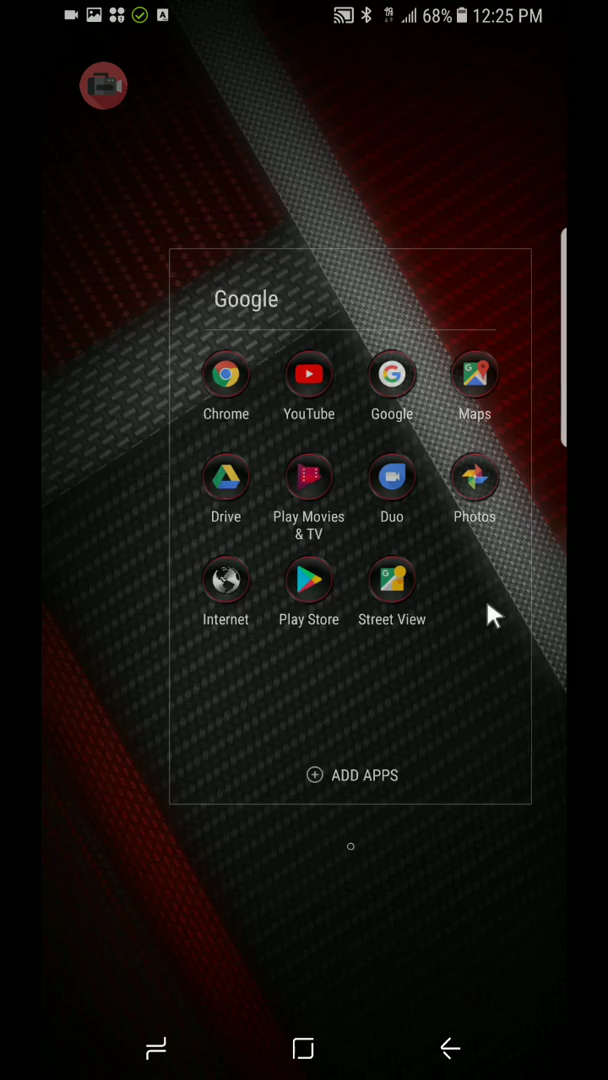 68% 12:25 PM
Google
Chrome YouTube Google Maps
Drive Play Movies & TV Duo Photos
Internet Play Store Street View
ADD APPS